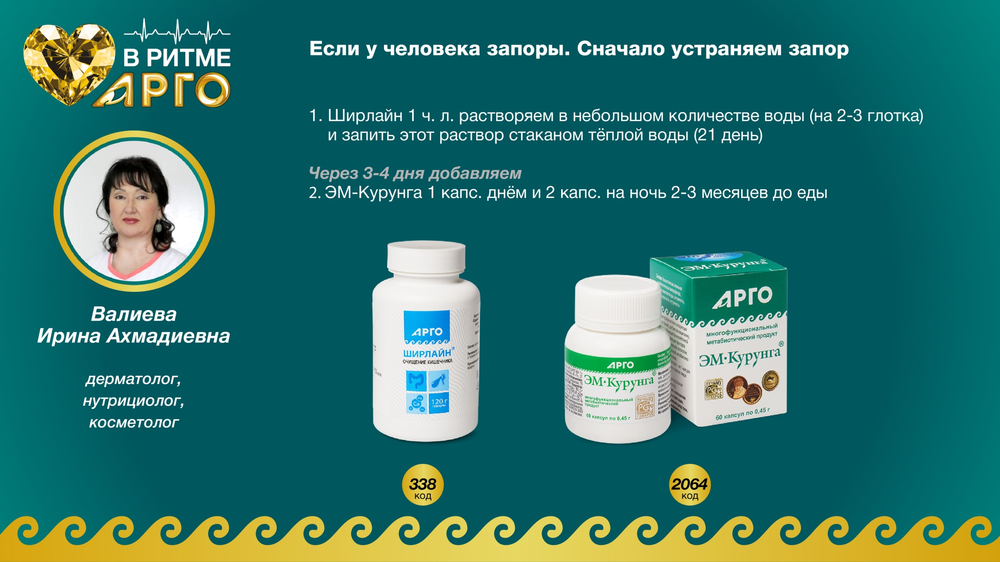 В РИТМЕ
АРГО
Если у человека запоры. Сначало устраняем запор
1. Ширлайн 1 ч. л. растворяем в небольшом количестве воды (на 2-3 глотка)
и запить этот раствор стаканом тёплой воды (21 день)
Через 3-4 дня добавляем
2. ЭМ-Курунга 1 капс. днём и 2 капс. на ночь 2-3 месяцев до еды
Валиева
Ирина Ахмадиевна
дерматолог,
нутрициолог,
косметолог
АРГО
ШИРЛАЙН®
ОЧИЩЕНИЕ КИШЕЧНИКА
Mg
Ca
K
Na
120 г
гранулы
АРГО
ЭМ·Курунга®
многофункциональный
метабиотический
продукт
60 капсул по 0,45 г
ЭМ·Курунга®
АРГО
многофункциональный
метабиотический продукт
ЭМ·Курунга®
60 капсул по 0,45 г
338
код
2064
код